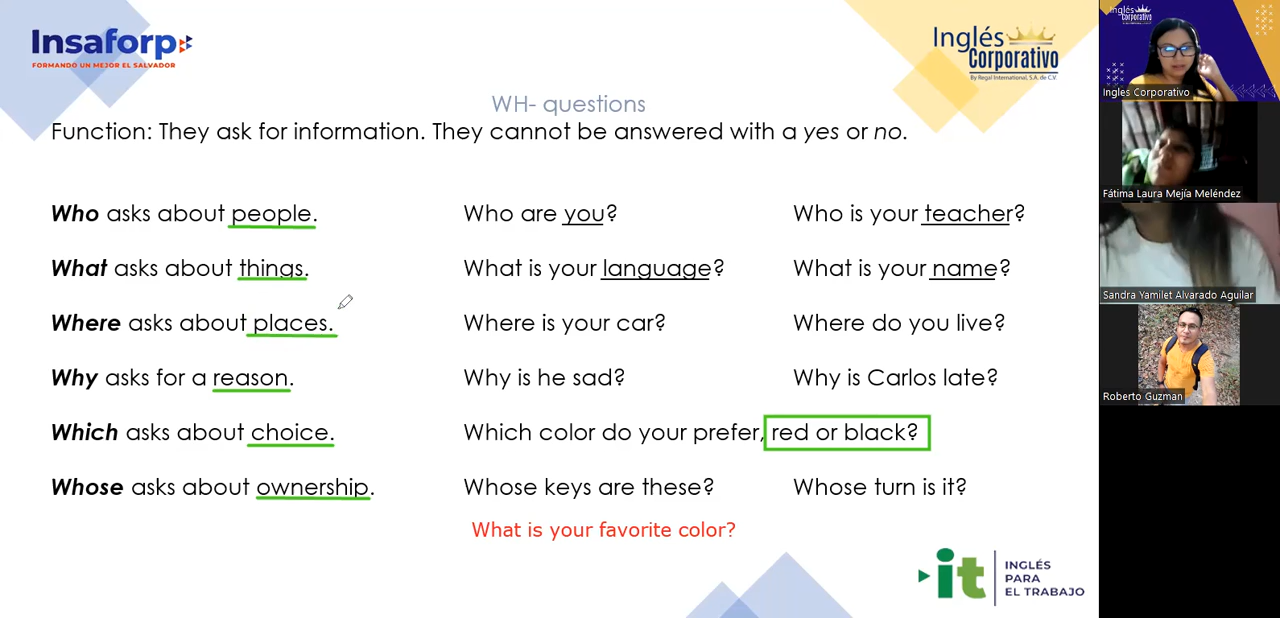 Insaforp
FORMANDO UN MEJOR EL SALVADOR
Inglés
Corporativo
By Regal International, S.A. de C.V.
WH- questions
Function: They ask for information. They cannot be answered with a yes or no.
Who asks about people. Who are you? Who is your teacher?
What asks about things. What is your language? What is your name?
Where asks about places. Where is your car? Where do you live?
Why asks for a reason. Why is he sad? Why is Carlos late?
Which asks about choice. Which color do your prefer, red or black?
Whose asks about ownership. Whose keys are these? Whose turn is it?
What is your favorite color?
it
INGLÉS
PARA
EL TRABAJO
Inglés
Corporativo
Ingles Corporativo
Fátima Laura Mejía Meléndez
Sandra Yamilet Alvarado Aguilar
Roberto Guzman